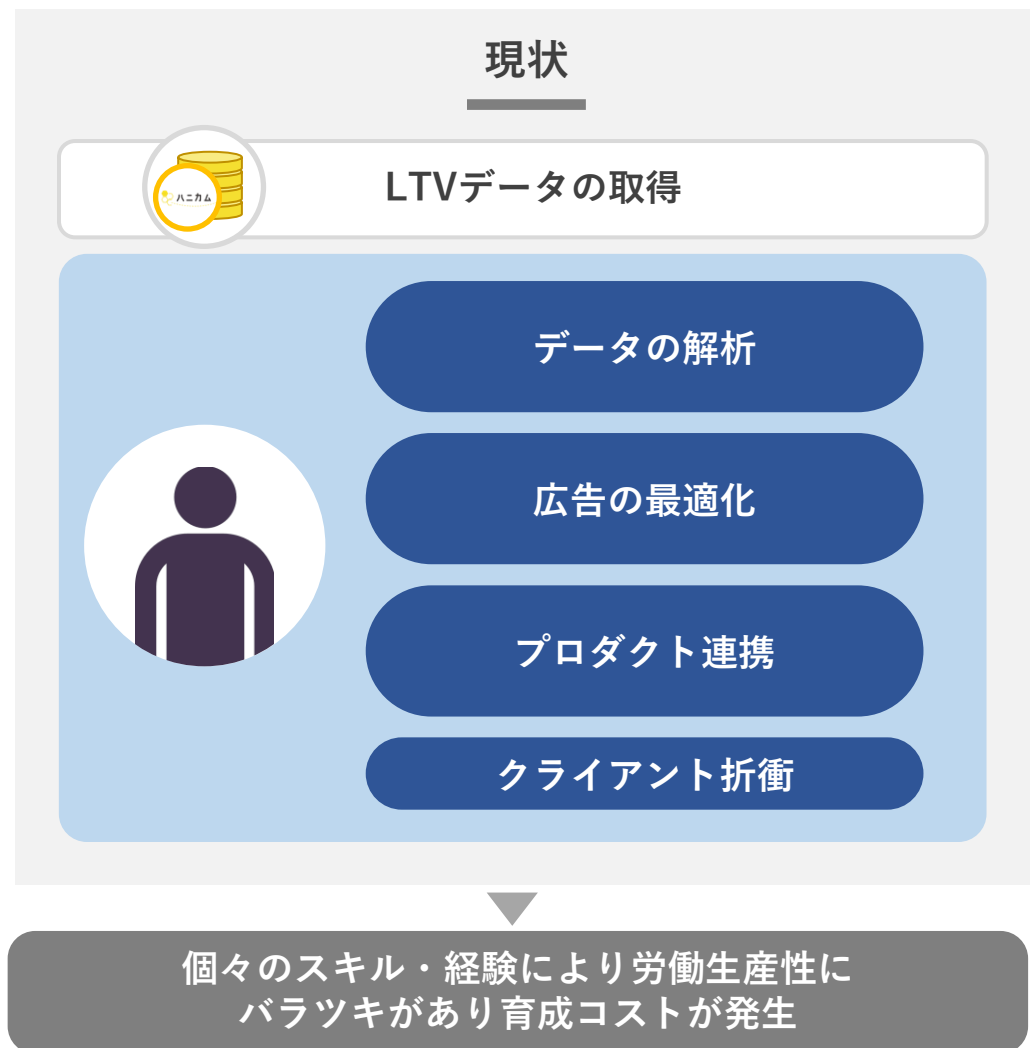 現状
ハニカム
LTVデータの取得
データの解析
広告の最適化
プロダクト連携
クライアント折衝
個々のスキル・経験により労働生産性に
バラツキがあり育成コストが発生